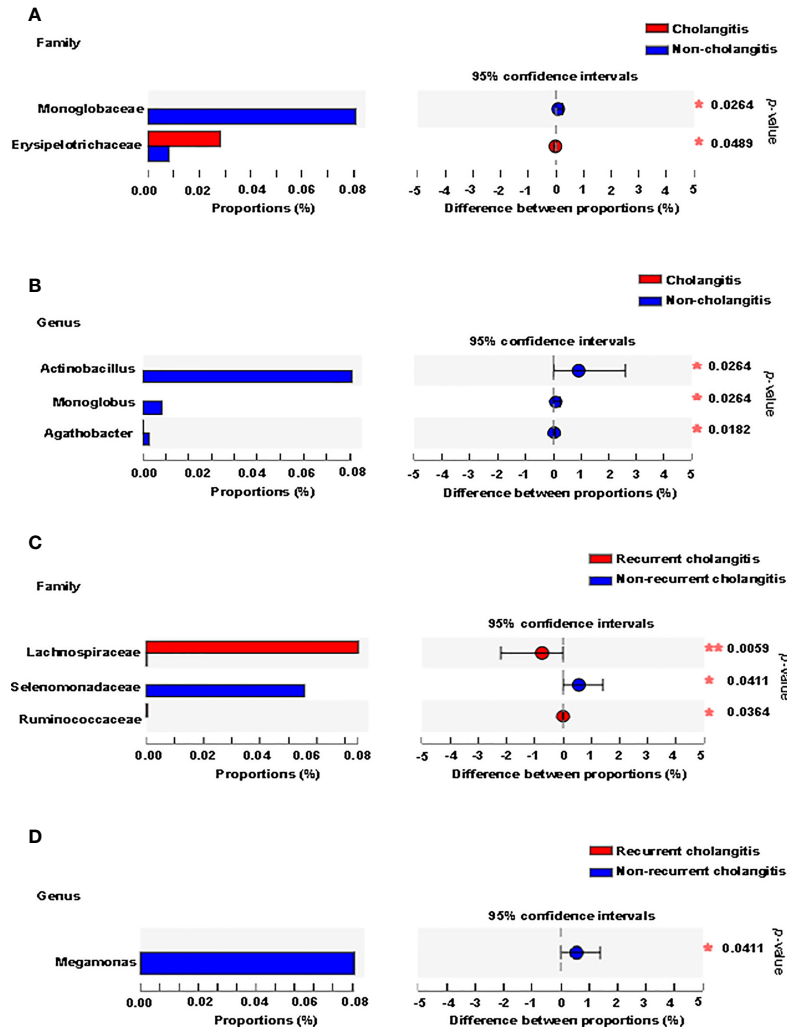 A
Family
Cholangitis
Non-cholangitis
95% confidence intervals
Monoglobaceae
* 0.0264
Erysipelotrichaceae
* 0.0489
p-value
0.00 0.02 0.04 0.06 0.08
-5 -4 -3 -2 -1 0 1 2 3 4 5
Proportions (%)
Difference between proportions (%)
B
Genus
Cholangitis
Non-cholangitis
95% confidence intervals
Actinobacillus
* 0.0264
Monoglobus
* 0.0264
Agathobacter
* 0.0182
p-value
0.00 0.02 0.04 0.06 0.08
-5 -4 -3 -2 -1 0 1 2 3 4 5
Proportions (%)
Difference between proportions (%)
C
Family
Recurrent cholangitis
Non-recurrent cholangitis
95% confidence intervals
Lachnospiraceae
** 0.0059
Selenomonadaceae
* 0.0411
Ruminococcaceae
* 0.0364
p-value
0.00 0.02 0.04 0.06 0.08
-5 -4 -3 -2 -1 0 1 2 3 4 5
Proportions (%)
Difference between proportions (%)
D
Genus
Recurrent cholangitis
Non-recurrent cholangitis
95% confidence intervals
Megamonas
* 0.0411
p-value
0.00 0.02 0.04 0.06 0.08
-5 -4 -3 -2 -1 0 1 2 3 4 5
Proportions (%)
Difference between proportions (%)